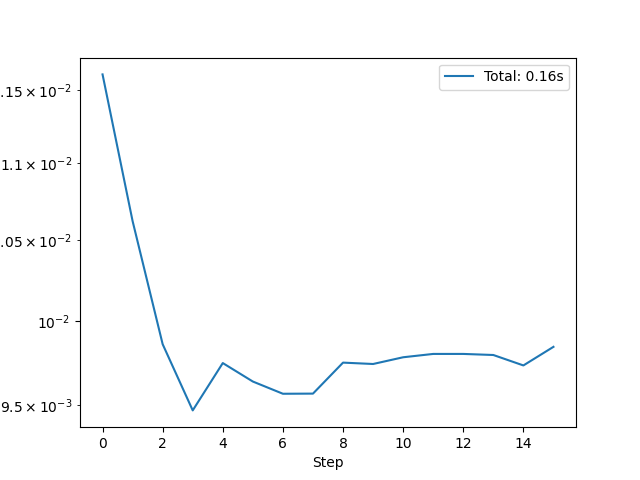 Total: 0.16s
.15 × 10⁻²
1.1 × 10⁻²
.05 × 10⁻²
10⁻²
9.5 × 10⁻³
0 2 4 6 8 10 12 14
Step